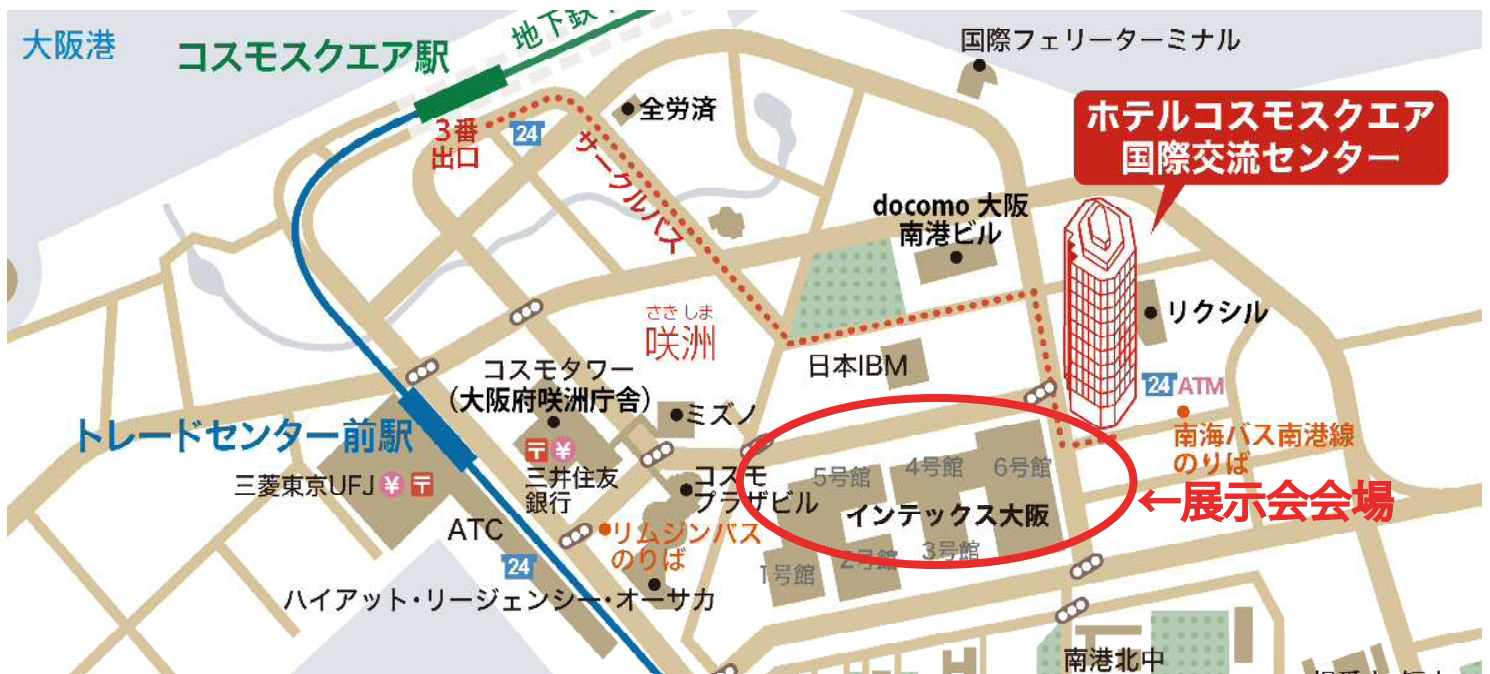 大阪港
コスモスクエア駅
地下鉄
国際フェリーターミナル
3番
出口
24
全労済
サークルバス
ホテルコスモスクエア
国際交流センター
docomo 大阪
南港ビル
リクシル
さきしま
咲洲
日本IBM
コスモタワー
(大阪府咲洲庁舎)
ミズノ
24 ATM
南海バス南港線
のりば
トレードセンター前駅
三菱東京UFJ ¥ 〒
〒 ¥
三井住友
銀行
コスモ
プラザビル
5号館
4号館
6号館
インテックス大阪
←展示会会場
ATC
リムジンバス
のりば
1号館
2号館
3号館
24
ハイアット・リージェンシー・オーサカ
南港北中